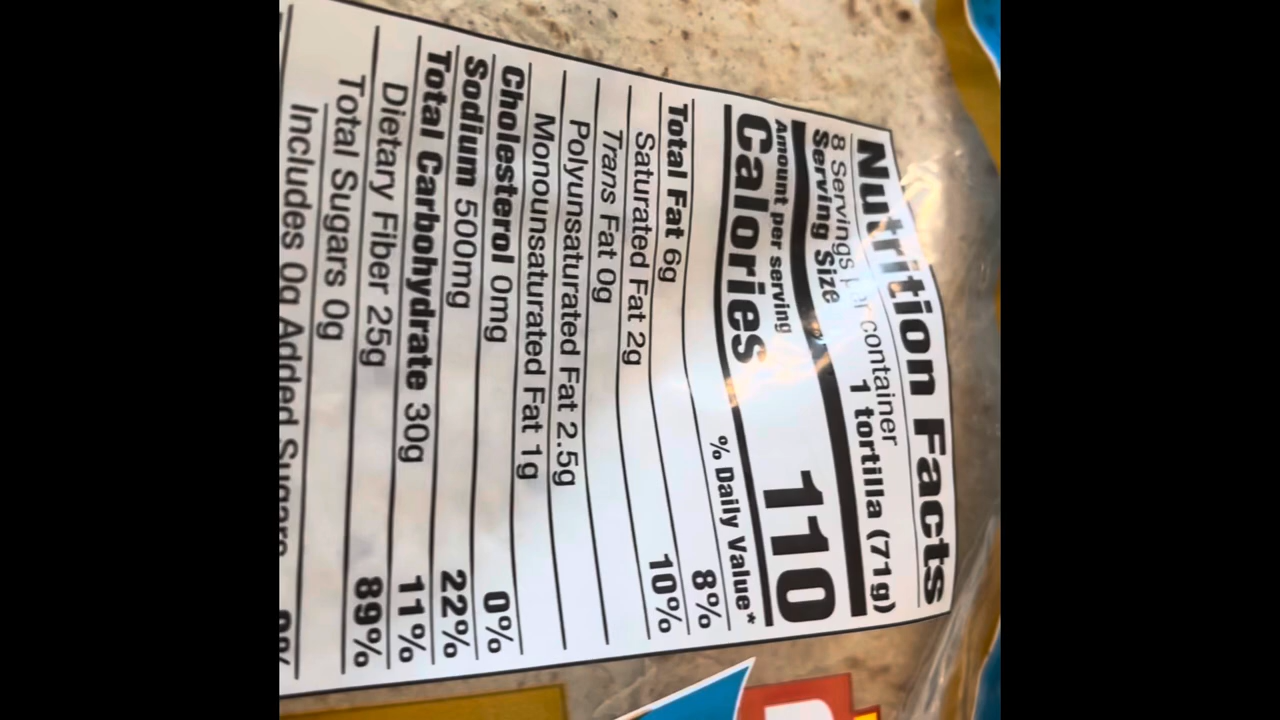 Nutrition Facts
8 Servings per container
Serving Size 1 tortilla (71g)
Amount per serving
Calories 110
% Daily Value*
Total Fat 6g 8%
Saturated Fat 2g 10%
Trans Fat 0g
Polyunsaturated Fat 2.5g
Monounsaturated Fat 1g
Cholesterol 0mg 0%
Sodium 500mg 22%
Total Carbohydrate 30g 11%
Dietary Fiber 25g 89%
Total Sugars 0g
Includes 0g Added Sugars 0%